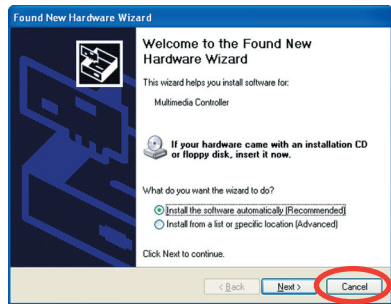 Found New Hardware Wizard
Welcome to the Found New
Hardware Wizard
This wizard helps you install software for:
Multimedia Controller
If your hardware came with an installation CD
or floppy disk, insert it now.
What do you want the wizard to do?
Install the software automatically (Recommended)
Install from a list or specific location (Advanced)
Click Next to continue.
< Back Next > Cancel